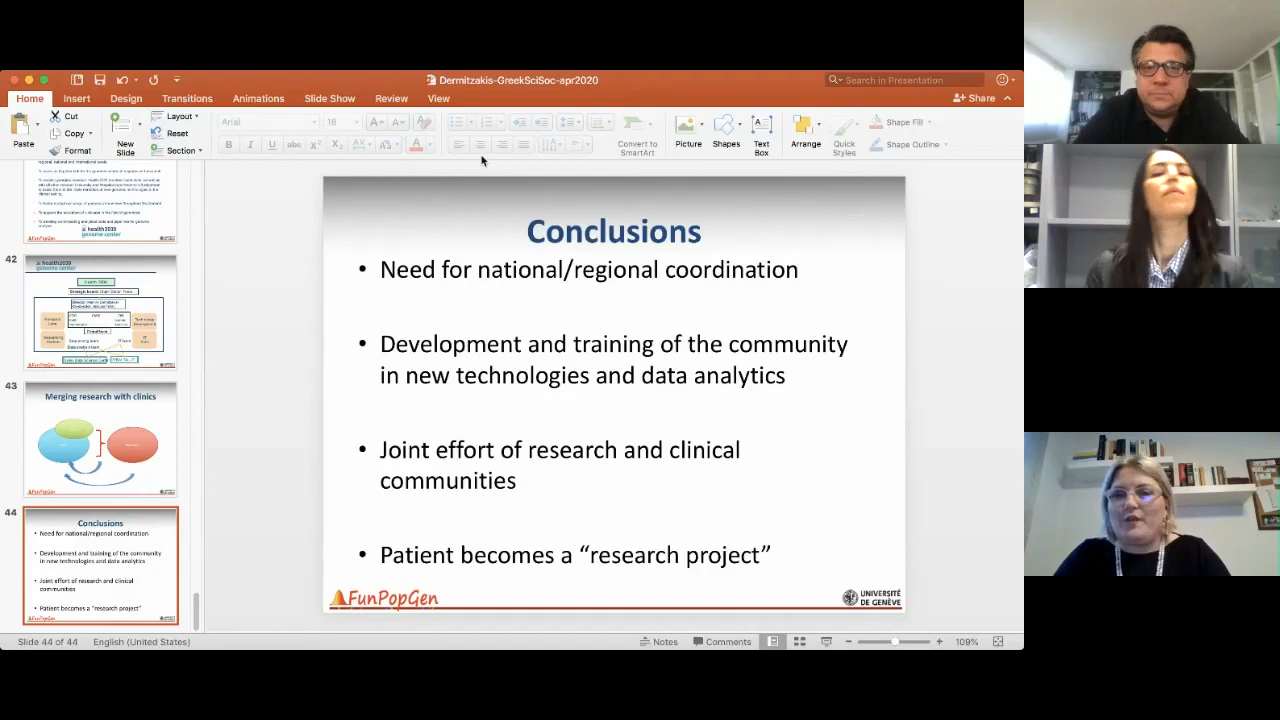 Dermitzakis-GreekSciSoc-apr2020
Search in Presentation
Home Insert Design Transitions Animations Slide Show Review View
Share
Paste
Cut
Copy
Format
New Slide
Layout
Reset
Section
Arial 18
Convert to SmartArt
Picture
Shapes
Text Box
Arrange
Quick Styles
Shape Fill
Shape Outline
health2030
genome center
FunPopGen
42
health2030
genome center
43
Merging research with clinics
FunPopGen
44
Conclusions
Need for national/regional coordination
Development and training of the community
in new technologies and data analytics
Joint effort of research and clinical
communities
Patient becomes a "research project"
FunPopGen
Conclusions
• Need for national/regional coordination
• Development and training of the community
in new technologies and data analytics
• Joint effort of research and clinical
communities
• Patient becomes a “research project”
FunPopGen
UNIVERSITÉ
DE GENÈVE
Slide 44 of 44 English (United States)
Notes Comments 109%